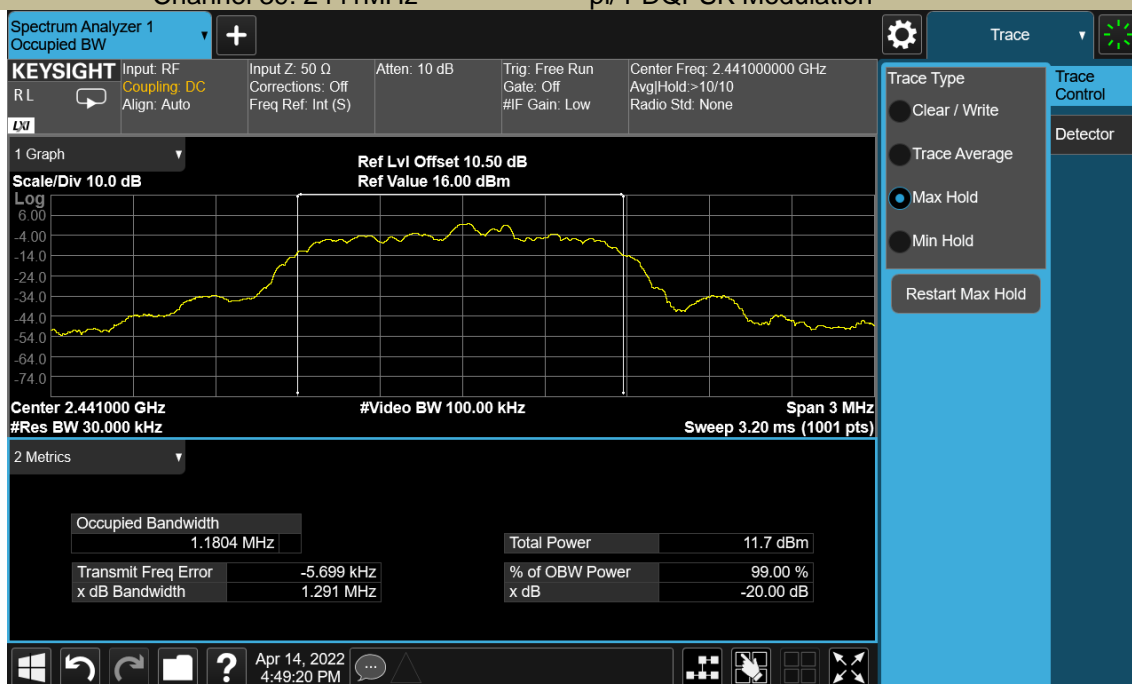 Spectrum Analyzer 1
Occupied BW
+
Trace
KEYSIGHT
R L
LXI
Input: RF
Coupling: DC
Align: Auto
Input Z: 50 Ω
Corrections: Off
Freq Ref: Int (S)
Atten: 10 dB
Trig: Free Run
Gate: Off
#IF Gain: Low
Center Freq: 2.441000000 GHz
Avg|Hold:>10/10
Radio Std: None
Trace Type
Clear / Write
Trace Average
Max Hold
Min Hold
Restart Max Hold
Trace
Control
Detector
1 Graph
Scale/Div 10.0 dB
Ref Lvl Offset 10.50 dB
Ref Value 16.00 dBm
Log
6.00
-4.00
-14.0
-24.0
-34.0
-44.0
-54.0
-64.0
-74.0
Center 2.441000 GHz
#Video BW 100.00 kHz
Span 3 MHz
#Res BW 30.000 kHz
Sweep 3.20 ms (1001 pts)
2 Metrics
Occupied Bandwidth
1.1804 MHz
Total Power 11.7 dBm
Transmit Freq Error -5.699 kHz
% of OBW Power 99.00 %
x dB Bandwidth 1.291 MHz
x dB -20.00 dB
?
Apr 14, 2022
4:49:20 PM